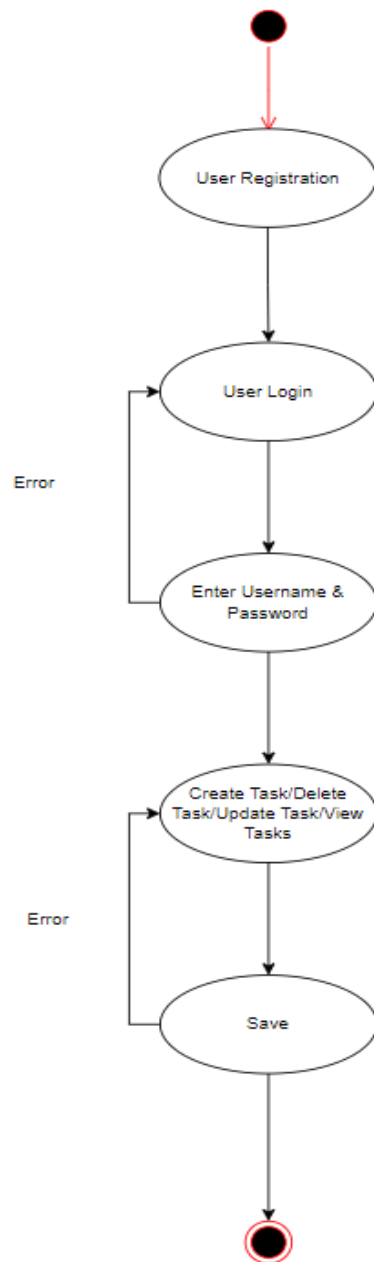 User Registration
User Login
Error
Enter Username &
Password
Create Task/Delete
Task/Update Task/View
Tasks
Error
Save